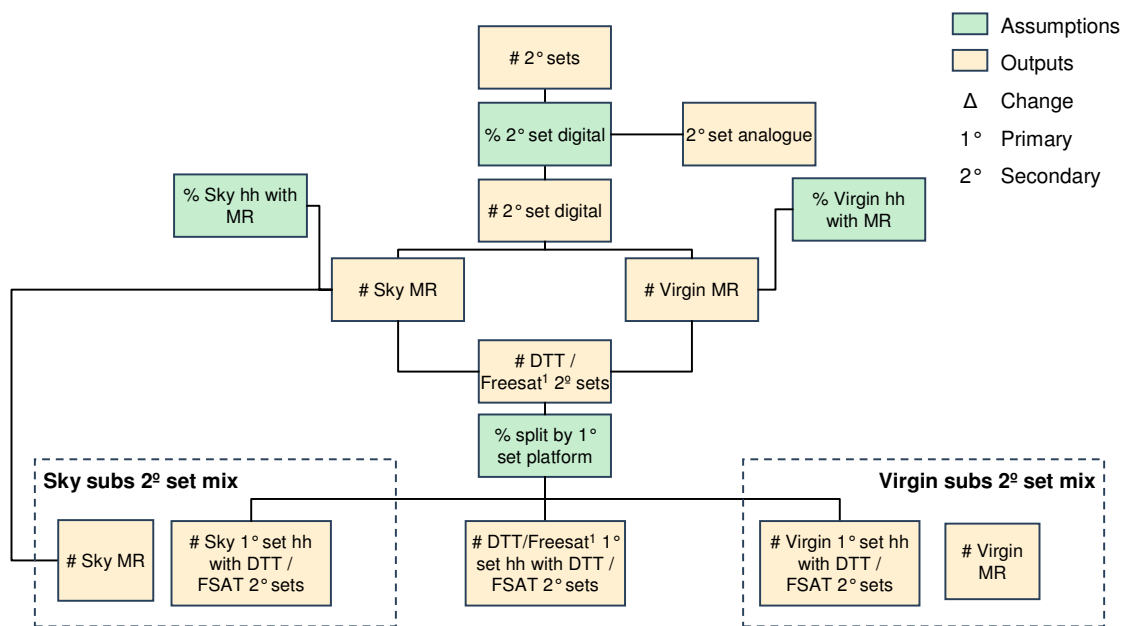 Assumptions
Outputs
Δ Change
1° Primary
2° Secondary
# 2° sets
% 2° set digital
2° set analogue
# 2° set digital
% Sky hh with
MR
% Virgin hh
with MR
# Sky MR
# Virgin MR
# DTT /
Freesat¹ 2º sets
% split by 1°
set platform
Sky subs 2º set mix
Virgin subs 2º set mix
# Sky MR
# Sky 1° set hh
with DTT /
FSAT 2° sets
# DTT/Freesat¹ 1°
set hh with DTT /
FSAT 2° sets
# Virgin 1° set hh
with DTT /
FSAT 2° sets
# Virgin
MR